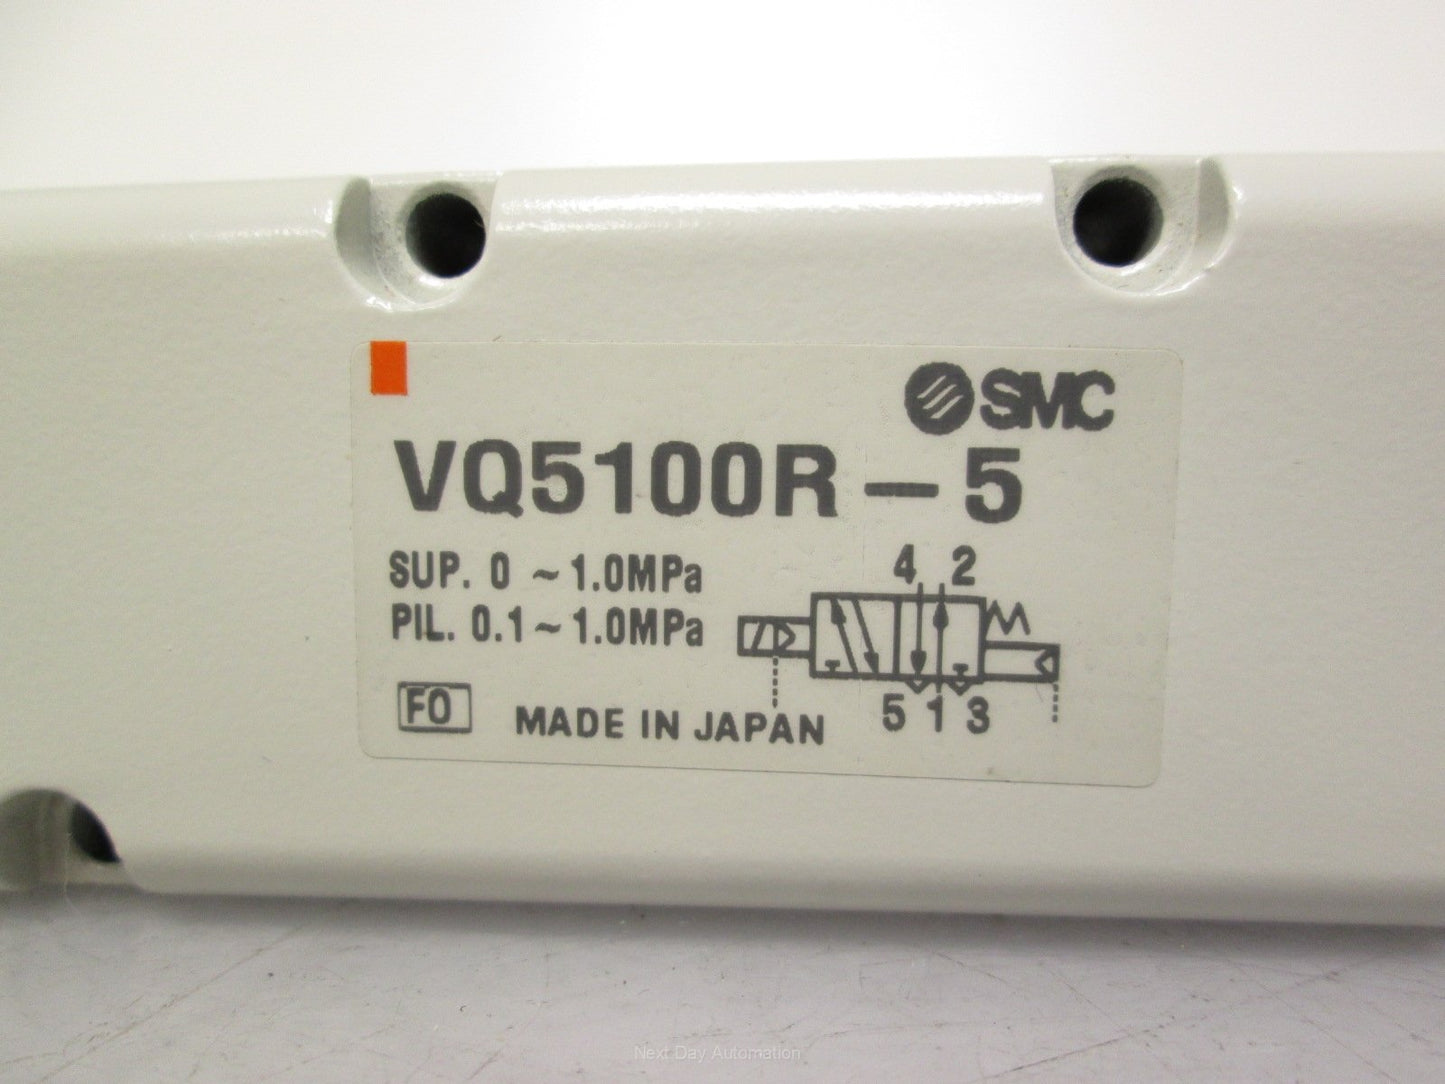 SMC
VQ5100R-5
SUP. 0 ~1.0MPa
PIL. 0.1~1.0MPa
4 2
5 1 3
FO
MADE IN JAPAN
Next Day Automation